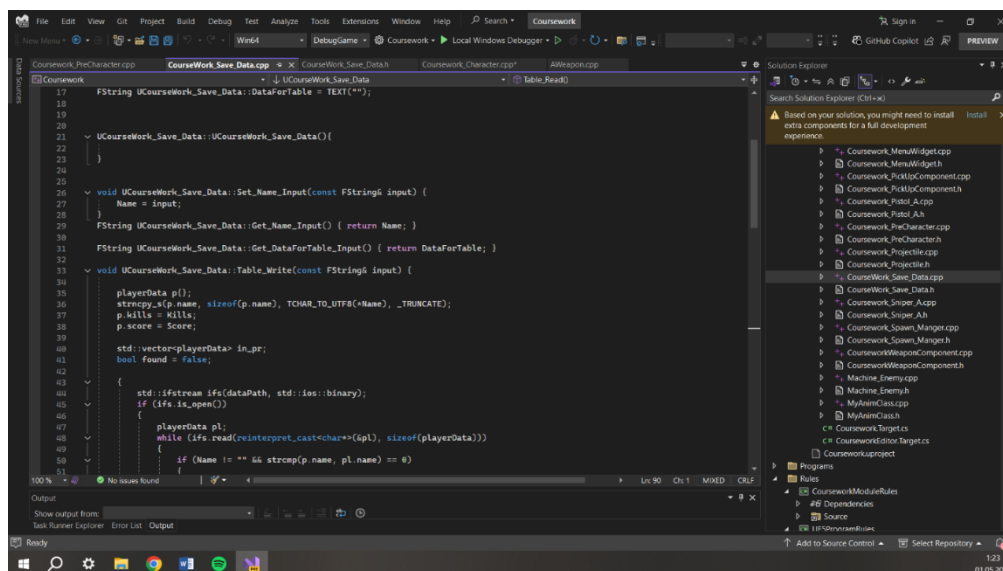 File Edit View Git Project Build Debug Test Analyze Tools Extensions Window Help Search Coursework Sign in
New Menu Win64 DebugGame Coursework Local Windows Debugger GitHub Copilot PREVIEW
Data Sources
Coursework_PreCharacter.cpp CourseWork_Save_Data.cpp CourseWork_Save_Data.h Coursework_Character.cpp* AWeapon.cpp
Coursework UCourseWork_Save_Data Table_Read()
17 FString UCourseWork_Save_Data::DataForTable = TEXT("");
18
19
20
21 UCourseWork_Save_Data::UCourseWork_Save_Data(){
22
23 }
24
25
26 void UCourseWork_Save_Data::Set_Name_Input(const FString& input) {
27 Name = input;
28 }
29 FString UCourseWork_Save_Data::Get_Name_Input() { return Name; }
30
31 FString UCourseWork_Save_Data::Get_DataForTable_Input() { return DataForTable; }
32
33 void UCourseWork_Save_Data::Table_Write(const FString& input) {
34
35 playerData p{};
36 strncpy_s(p.name, sizeof(p.name), TCHAR_TO_UTF8(*Name), _TRUNCATE);
37 p.kills = Kills;
38 p.score = Score;
39
40 std::vector<playerData> in_pr;
41 bool found = false;
42
43 {
44 std::ifstream ifs(dataPath, std::ios::binary);
45 if (ifs.is_open())
46 {
47 playerData pl;
48 while (ifs.read(reinterpret_cast<char*>(&pl), sizeof(playerData)))
49 {
50 if (Name != "" && strcmp(p.name, pl.name) == 0)
51 {
100 % No issues found Ln: 90 Ch: 1 MIXED CRLF
Output
Show output from:
Task Runner Explorer Error List Output
Solution Explorer
Search Solution Explorer (Ctrl+ж)
Based on your solution, you might need to install extra components for a full development experience. Install
Coursework_MenuWidget.cpp
Coursework_MenuWidget.h
Coursework_PickUpComponent.cpp
Coursework_PickUpComponent.h
Coursework_Pistol_A.cpp
Coursework_Pistol_A.h
Coursework_PreCharacter.cpp
Coursework_PreCharacter.h
Coursework_Projectile.cpp
Coursework_Projectile.h
CourseWork_Save_Data.cpp
CourseWork_Save_Data.h
Coursework_Sniper_A.cpp
Coursework_Sniper_A.h
Coursework_Spawn_Manger.cpp
Coursework_Spawn_Manger.h
CourseworkWeaponComponent.cpp
CourseworkWeaponComponent.h
Machine_Enemy.cpp
Machine_Enemy.h
MyAnimClass.cpp
MyAnimClass.h
C# Coursework.Target.cs
C# CourseworkEditor.Target.cs
Coursework.uproject
Programs
Rules
CourseworkModuleRules
Dependencies
Source
UE5ProgramRules
Ready Add to Source Control Select Repository
1:23